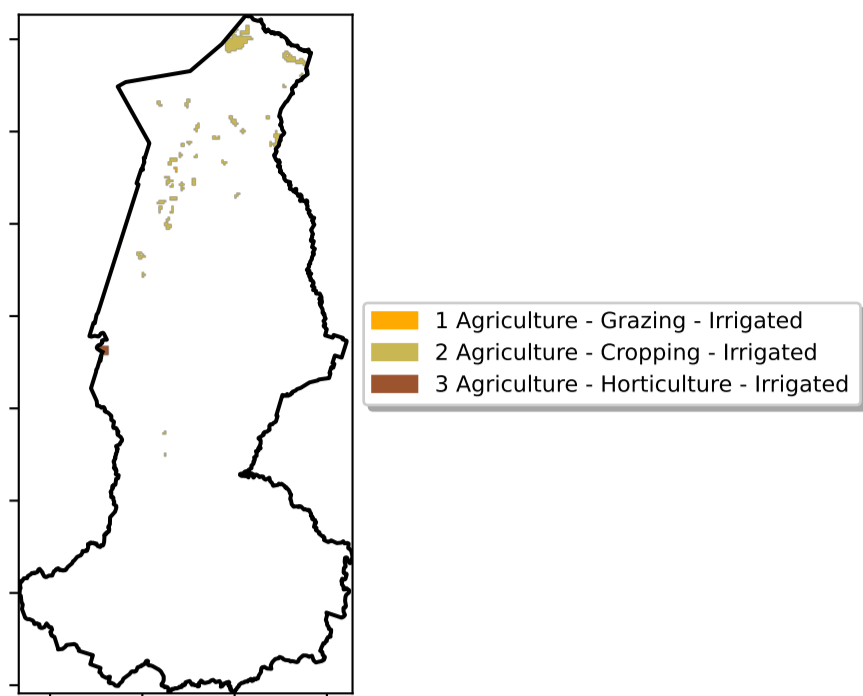 1 Agriculture - Grazing - Irrigated
2 Agriculture - Cropping - Irrigated
3 Agriculture - Horticulture - Irrigated